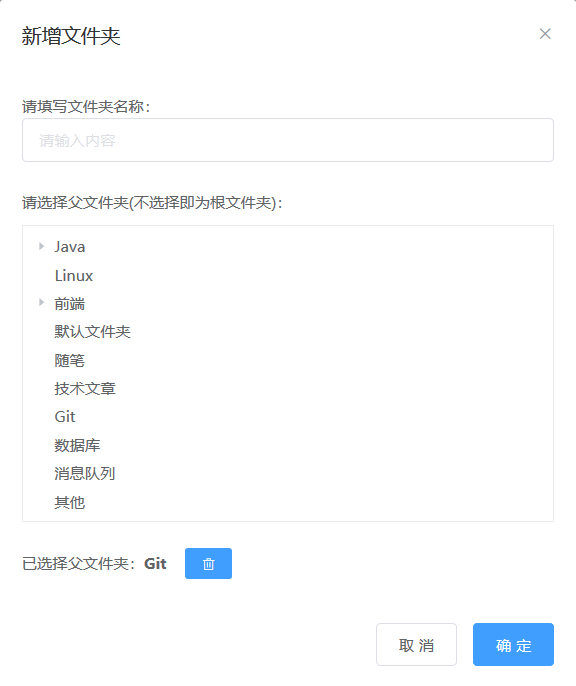 新增文件夹
请填写文件夹名称：
请输入内容
请选择父文件夹(不选择即为根文件夹)：
Java
Linux
前端
默认文件夹
随笔
技术文章
Git
数据库
消息队列
其他
已选择父文件夹：Git
取消 确定